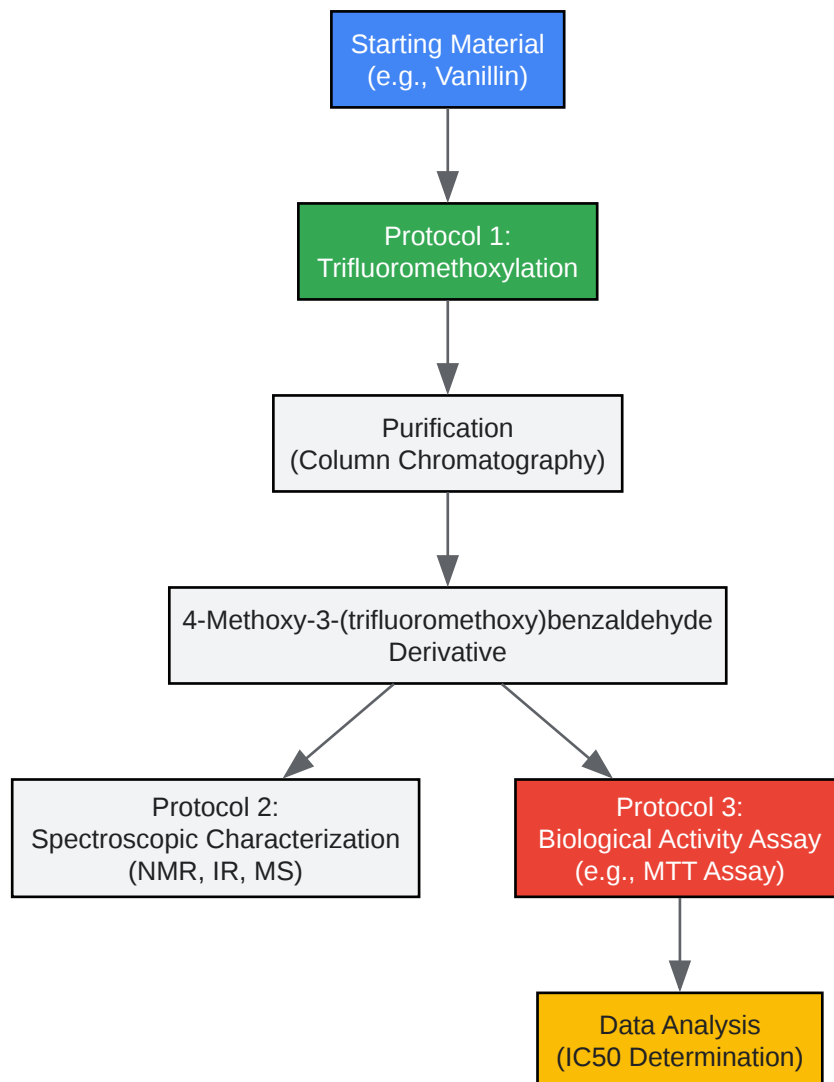 Starting Material
(e.g., Vanillin)
Protocol 1:
Trifluoromethoxylation
Purification
(Column Chromatography)
4-Methoxy-3-(trifluoromethoxy)benzaldehyde
Derivative
Protocol 2:
Spectroscopic Characterization
(NMR, IR, MS)
Protocol 3:
Biological Activity Assay
(e.g., MTT Assay)
Data Analysis
(IC50 Determination)